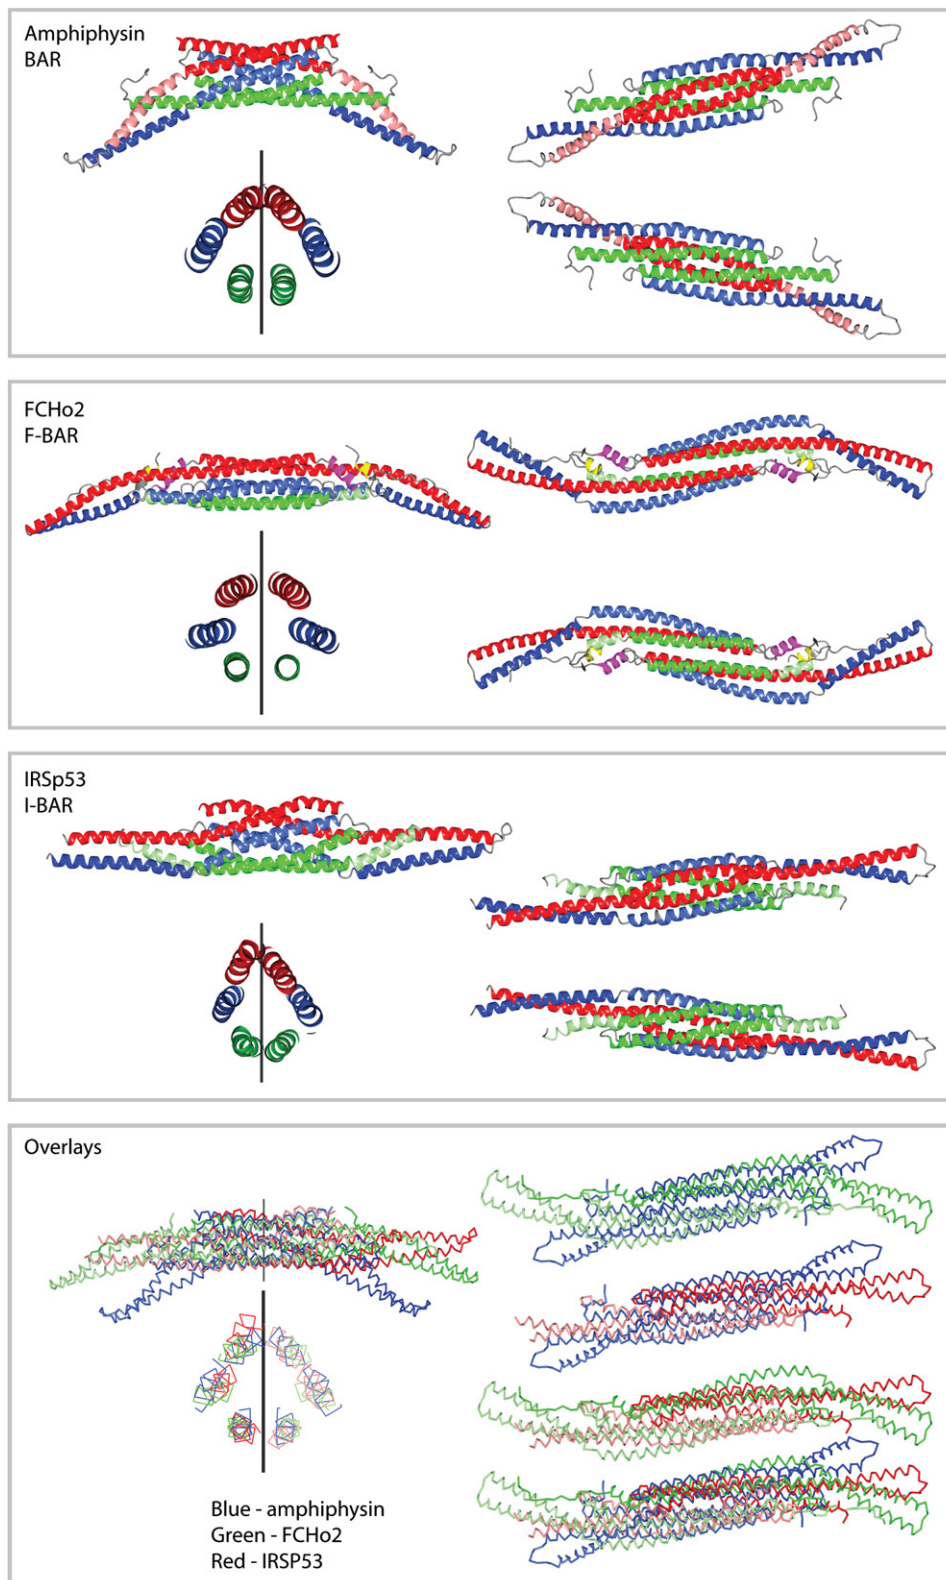 Amphiphysin
BAR
FCHo2
F-BAR
IRSp53
I-BAR
Overlays
Blue - amphiphysin
Green - FCHo2
Red - IRSP53